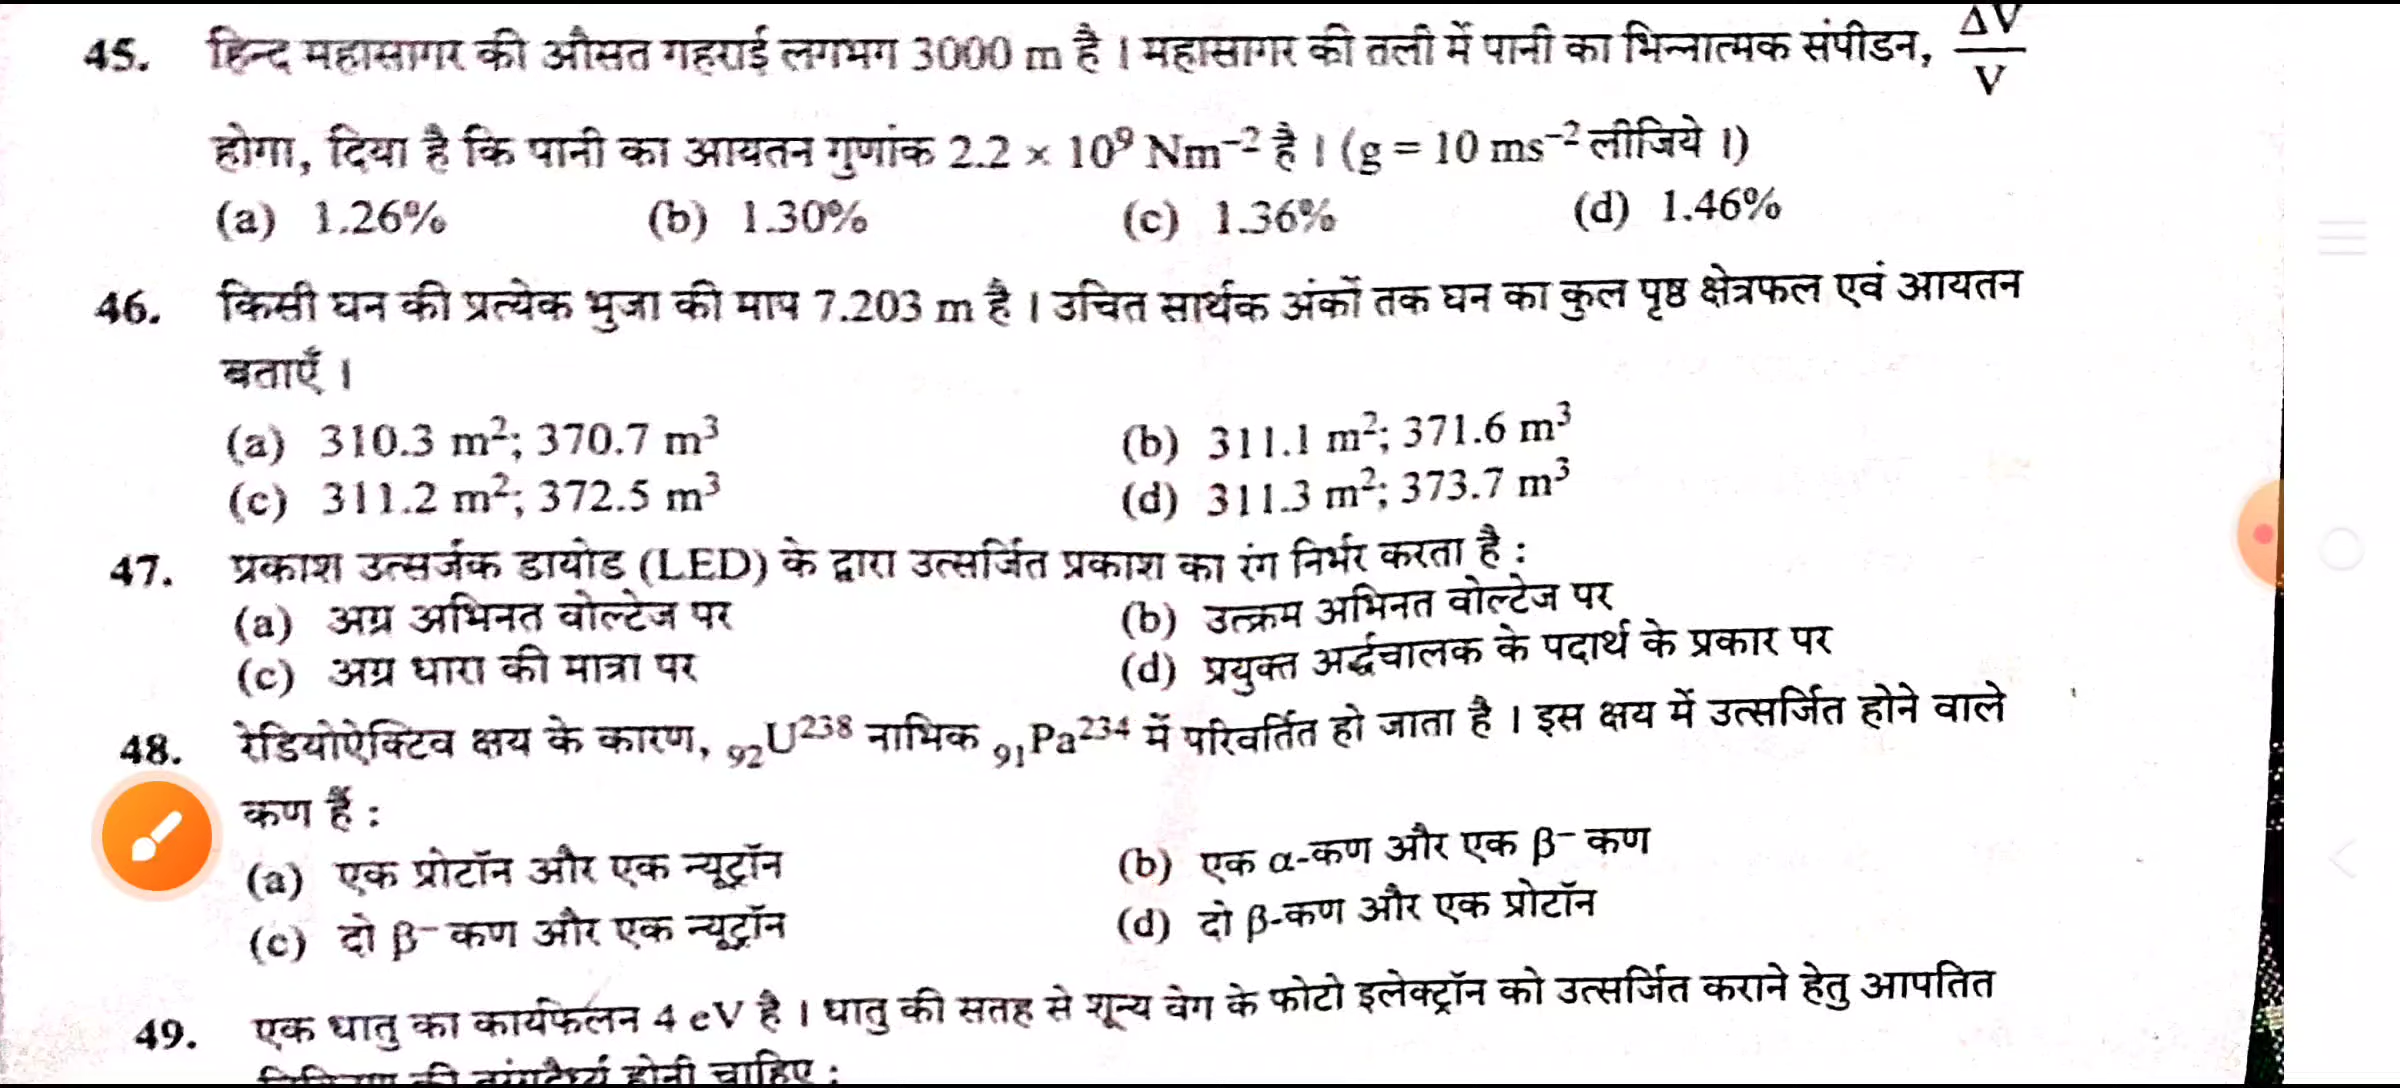 45. हिन्द महासागर की औसत गहराई लगभग 3000 m है । महासागर की तली में पानी का भिन्नात्मक संपीडन, ΔV/V
होगा, दिया है कि पानी का आयतन गुणांक 2.2 × 10⁹ Nm⁻² है । (g = 10 ms⁻² लीजिये ।)
(a) 1.26% (b) 1.30% (c) 1.36% (d) 1.46%
46. किसी घन की प्रत्येक भुजा की माप 7.203 m है । उचित सार्थक अंकों तक घन का कुल पृष्ठ क्षेत्रफल एवं आयतन
बताएँ ।
(a) 310.3 m²; 370.7 m³ (b) 311.1 m²; 371.6 m³
(c) 311.2 m²; 372.5 m³ (d) 311.3 m²; 373.7 m³
47. प्रकाश उत्सर्जक डायोड (LED) के द्वारा उत्सर्जित प्रकाश का रंग निर्भर करता है :
(a) अग्र अभिनत वोल्टेज पर (b) उत्क्रम अभिनत वोल्टेज पर
(c) अग्र धारा की मात्रा पर (d) प्रयुक्त अर्द्धचालक के पदार्थ के प्रकार पर
48. रेडियोऐक्टिव क्षय के कारण, ₉₂U²³⁸ नाभिक ₉₁Pa²³⁴ में परिवर्तित हो जाता है । इस क्षय में उत्सर्जित होने वाले
कण हैं :
(a) एक प्रोटॉन और एक न्यूट्रॉन (b) एक α-कण और एक β⁻ कण
(c) दो β⁻ कण और एक न्यूट्रॉन (d) दो β-कण और एक प्रोटॉन
49. एक धातु का कार्यफलन 4 eV है । धातु की सतह से शून्य वेग के फोटो इलेक्ट्रॉन को उत्सर्जित कराने हेतु आपतित
की तरंगदैर्ध्य होनी चाहिए :